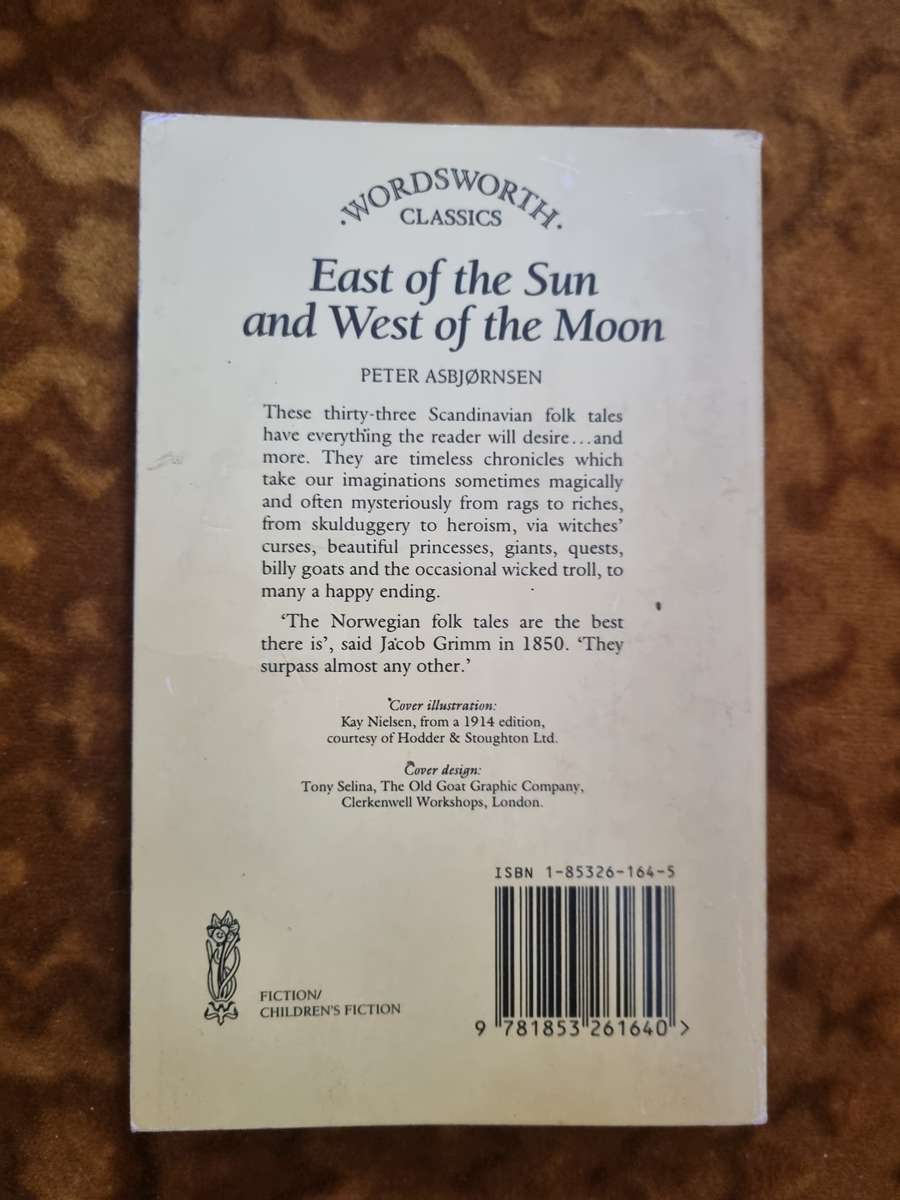 ·WORDSWORTH·
CLASSICS
East of the Sun
and West of the Moon
PETER ASBJØRNSEN
These thirty-three Scandinavian folk tales
have everything the reader will desire...and
more. They are timeless chronicles which
take our imaginations sometimes magically
and often mysteriously from rags to riches,
from skulduggery to heroism, via witches'
curses, beautiful princesses, giants, quests,
billy goats and the occasional wicked troll, to
many a happy ending.
‘The Norwegian folk tales are the best
there is’, said Jacob Grimm in 1850. ‘They
surpass almost any other.’
Cover illustration:
Kay Nielsen, from a 1914 edition,
courtesy of Hodder & Stoughton Ltd.
Cover design:
Tony Selina, The Old Goat Graphic Company,
Clerkenwell Workshops, London.
ISBN 1-85326-164-5
FICTION/
CHILDREN'S FICTION
9 781853 261640 >